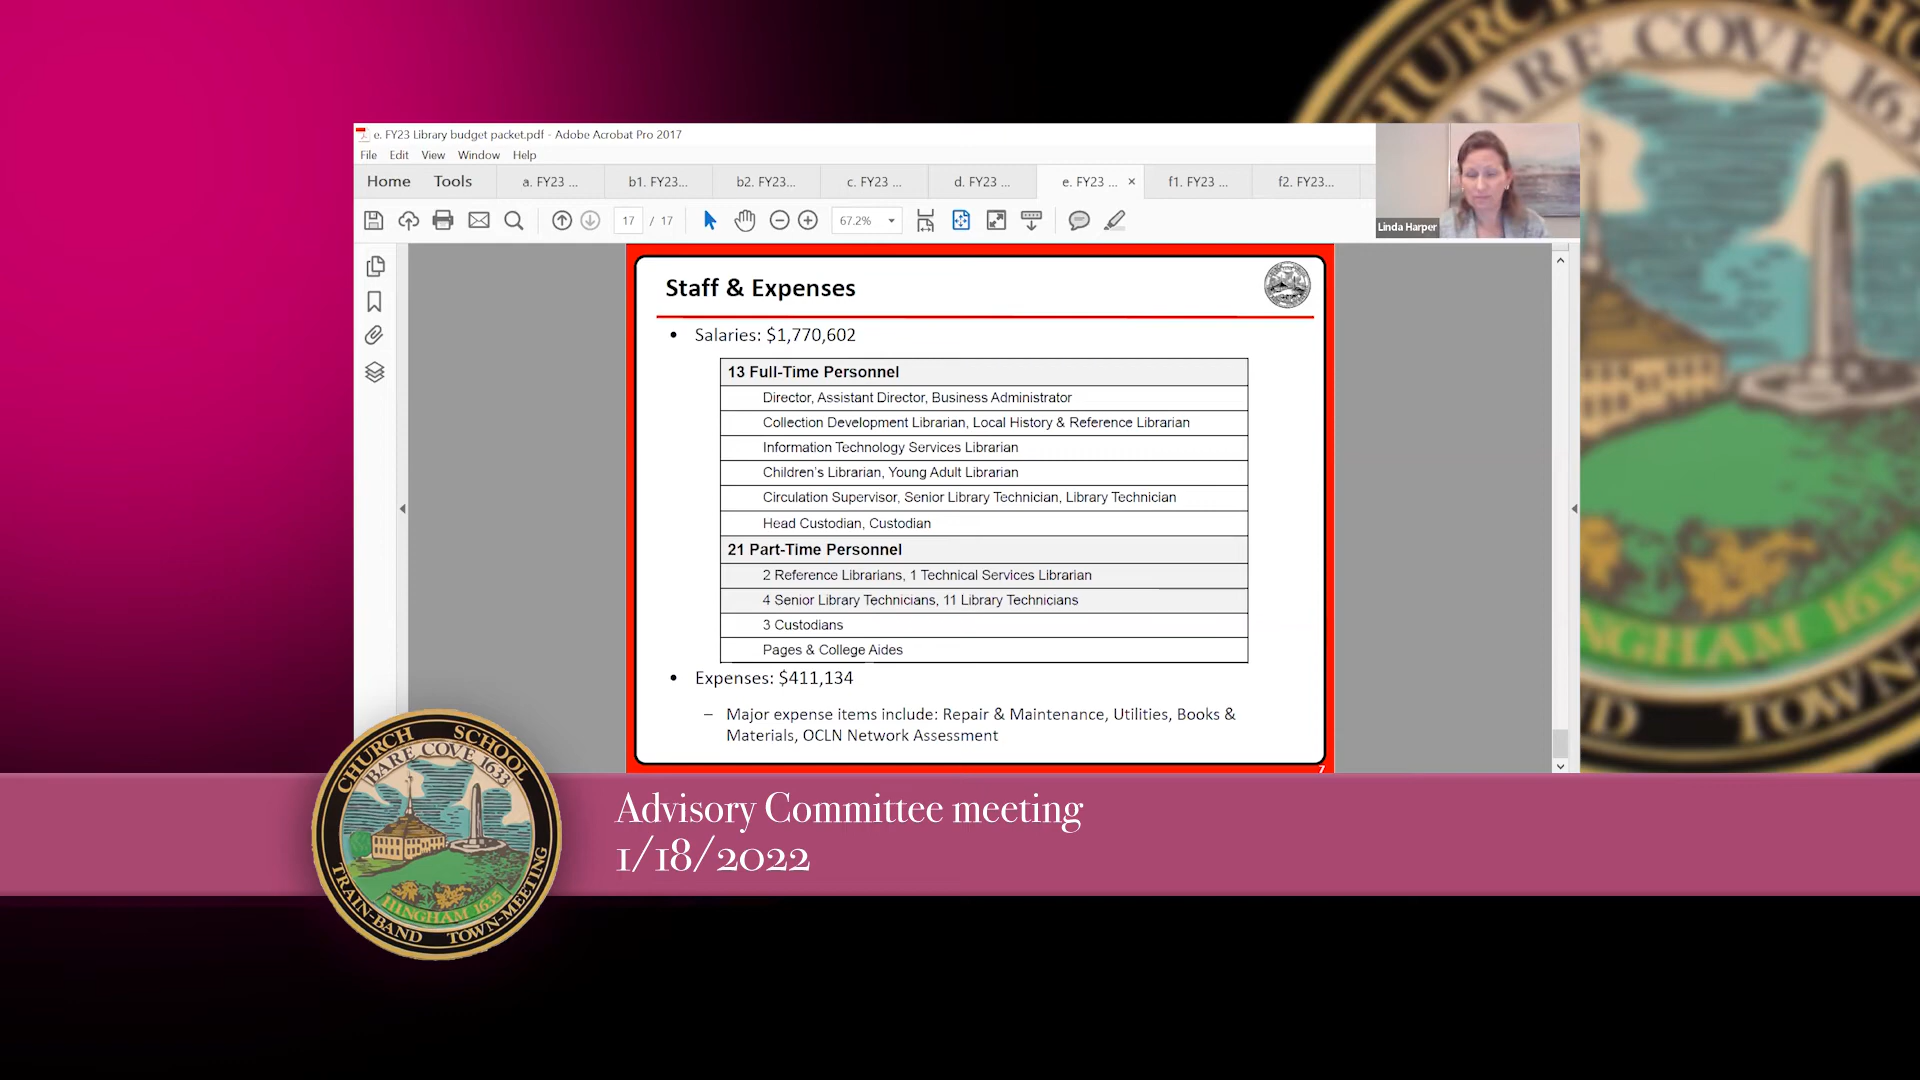 e. FY23 Library budget packet.pdf - Adobe Acrobat Pro 2017
File Edit View Window Help
Home Tools a. FY23 ... b1. FY23... b2. FY23... c. FY23 ... d. FY23 ... e. FY23 ... × f1. FY23 ... f2. FY23...
17 / 17 67.2%
Linda Harper
Staff & Expenses
• Salaries: $1,770,602
13 Full-Time Personnel
Director, Assistant Director, Business Administrator
Collection Development Librarian, Local History & Reference Librarian
Information Technology Services Librarian
Children's Librarian, Young Adult Librarian
Circulation Supervisor, Senior Library Technician, Library Technician
Head Custodian, Custodian
21 Part-Time Personnel
2 Reference Librarians, 1 Technical Services Librarian
4 Senior Library Technicians, 11 Library Technicians
3 Custodians
Pages & College Aides
• Expenses: $411,134
– Major expense items include: Repair & Maintenance, Utilities, Books &
Materials, OCLN Network Assessment
7
CHURCH SCHOOL
BARE COVE 1633
HINGHAM 1635
TRAIN-BAND TOWN-MEETING
Advisory Committee meeting
1/18/2022